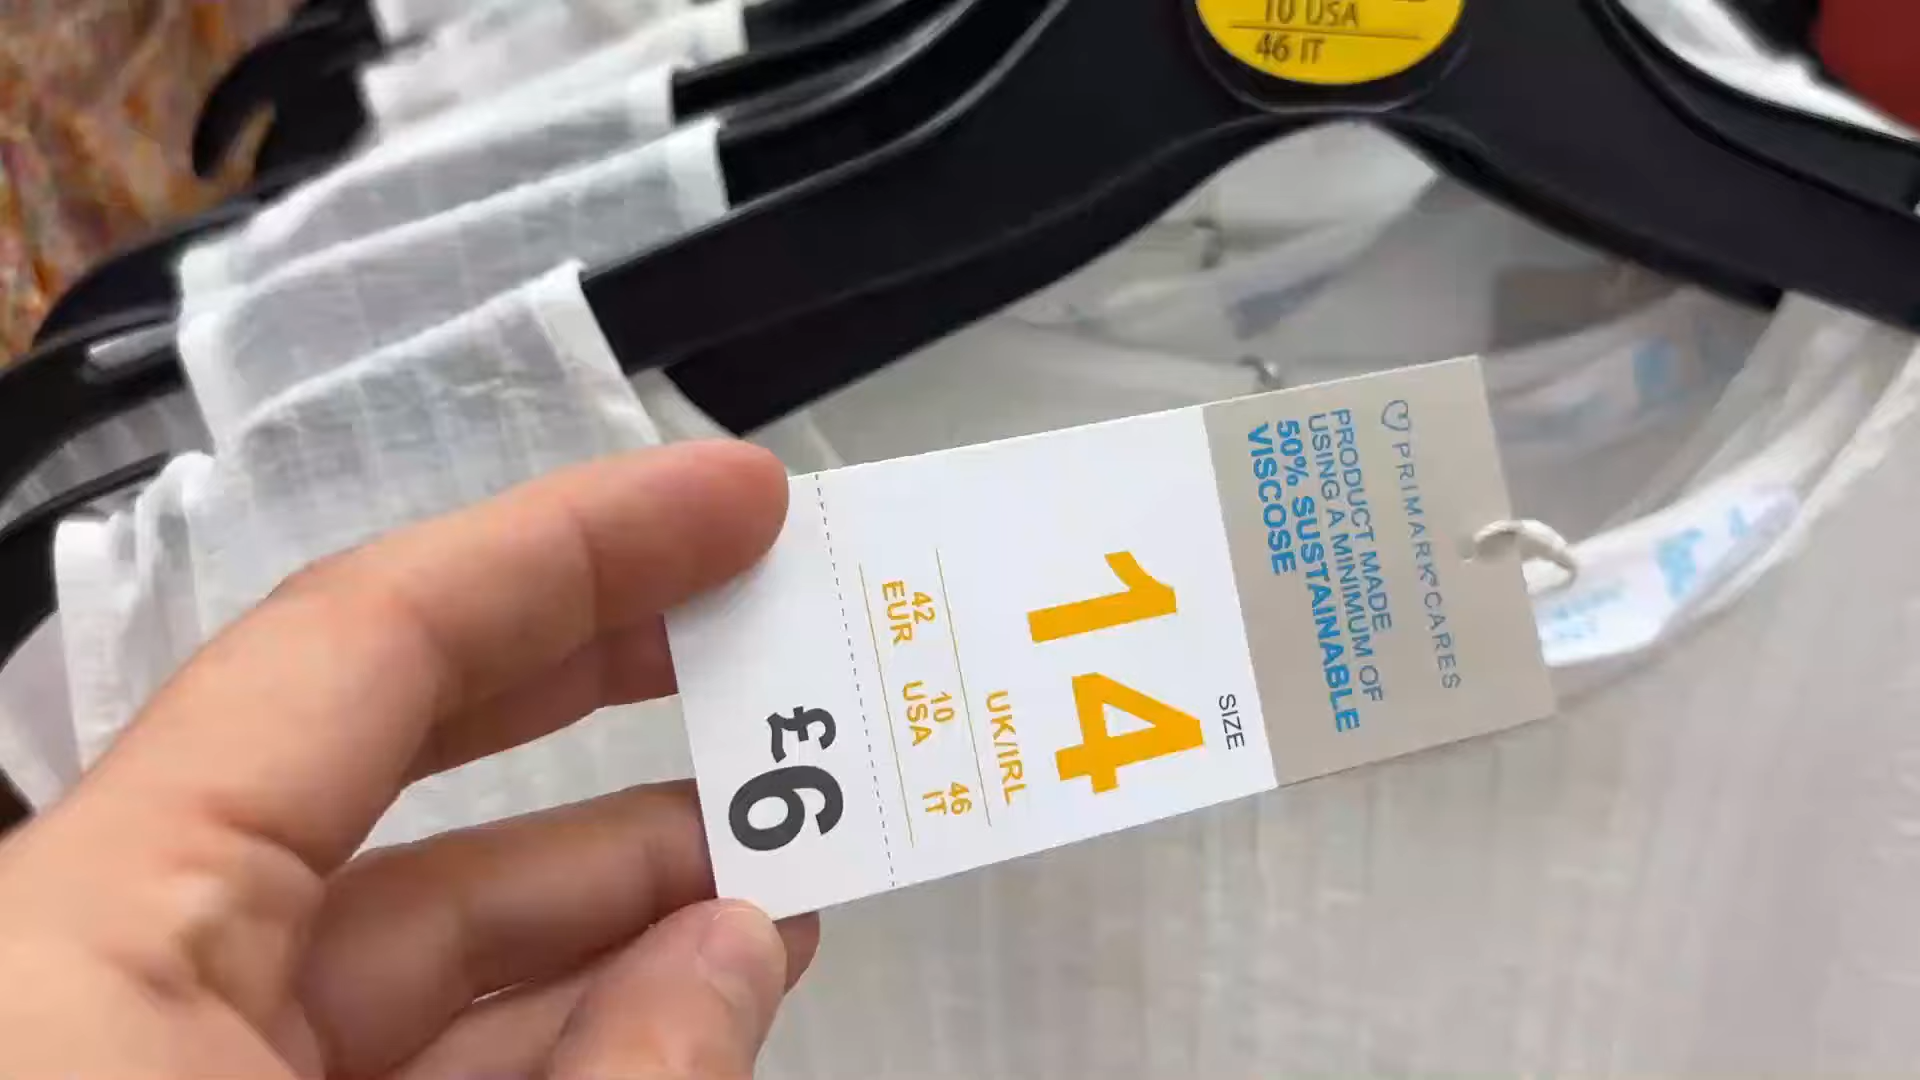 10 USA
46 IT
PRIMARK CARES
PRODUCT MADE
USING A MINIMUM OF
50% SUSTAINABLE
VISCOSE
SIZE
14
UK/IRL
42 10 46
EUR USA IT
£6